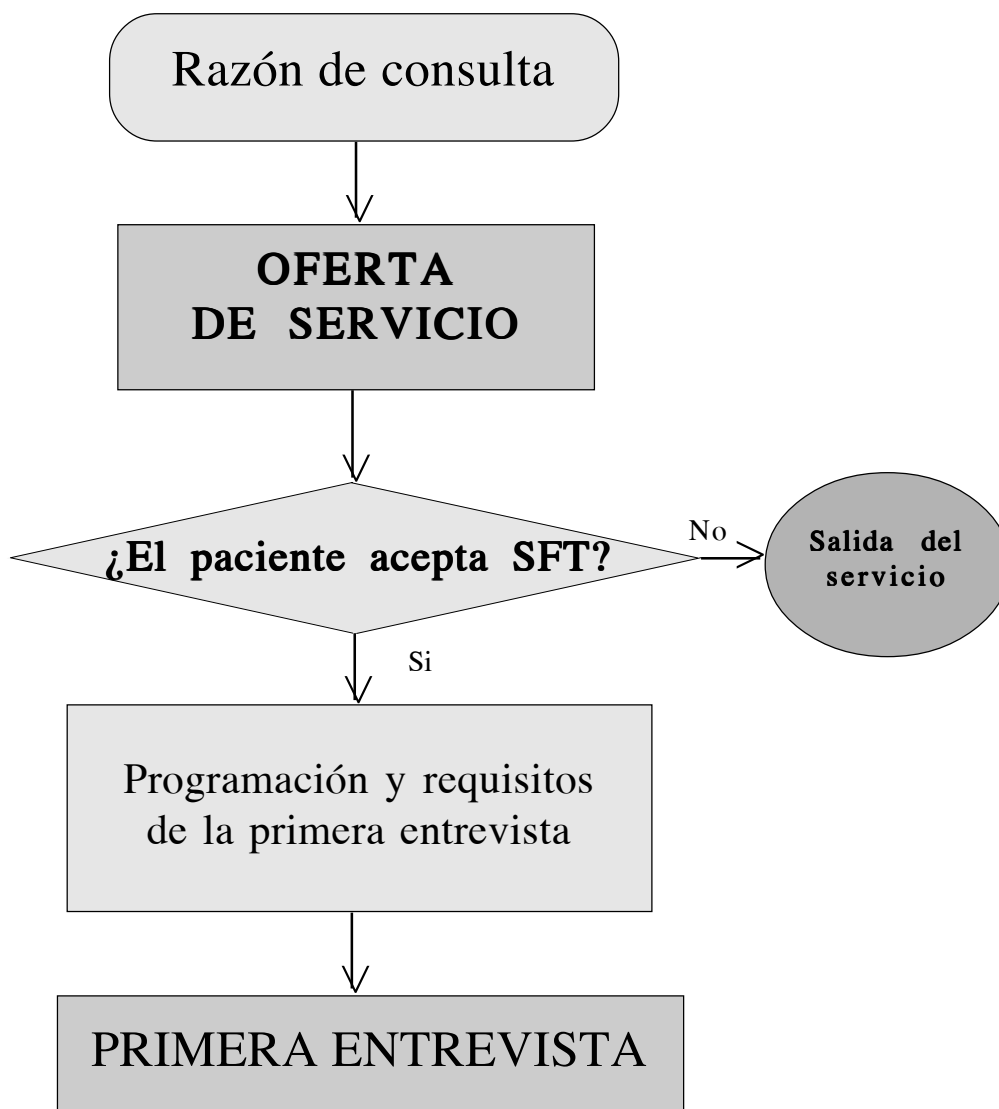 Razón de consulta
OFERTA
DE SERVICIO
¿El paciente acepta SFT?
No
Salida del
servicio
Si
Programación y requisitos
de la primera entrevista
PRIMERA ENTREVISTA